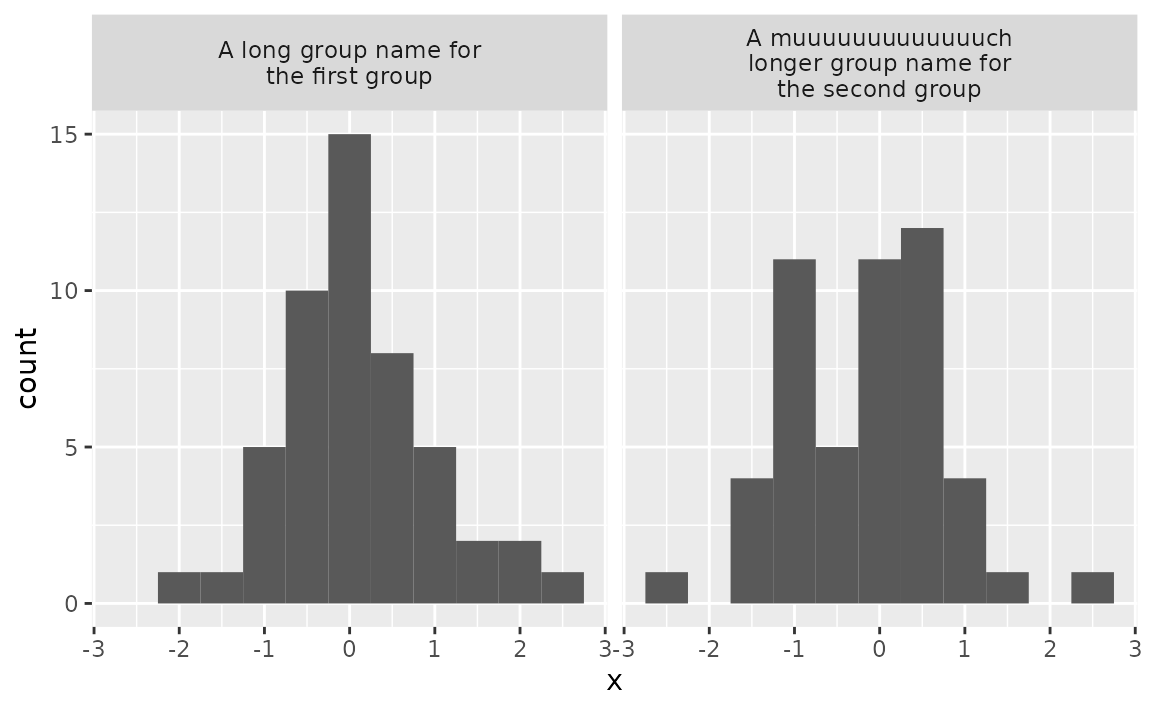 A long group name for
the first group
A muuuuuuuuuuuuuch
longer group name for
the second group
15
10
5
0
count
-3 -2 -1 0 1 2 3
-3 -2 -1 0 1 2 3
x